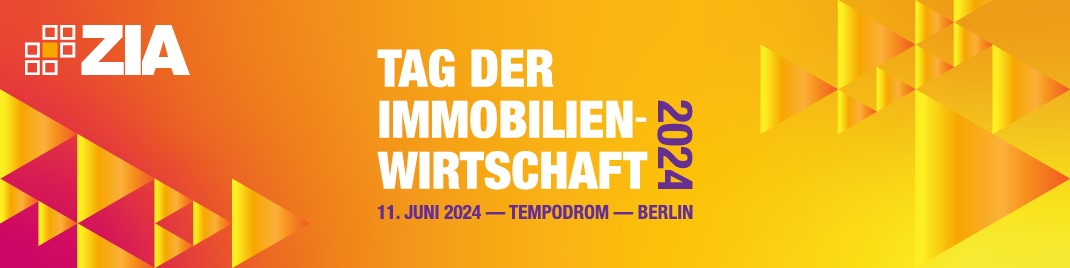 ZIA
TAG DER
IMMOBILIEN-
WIRTSCHAFT
2024
11. JUNI 2024 — TEMPODROM — BERLIN